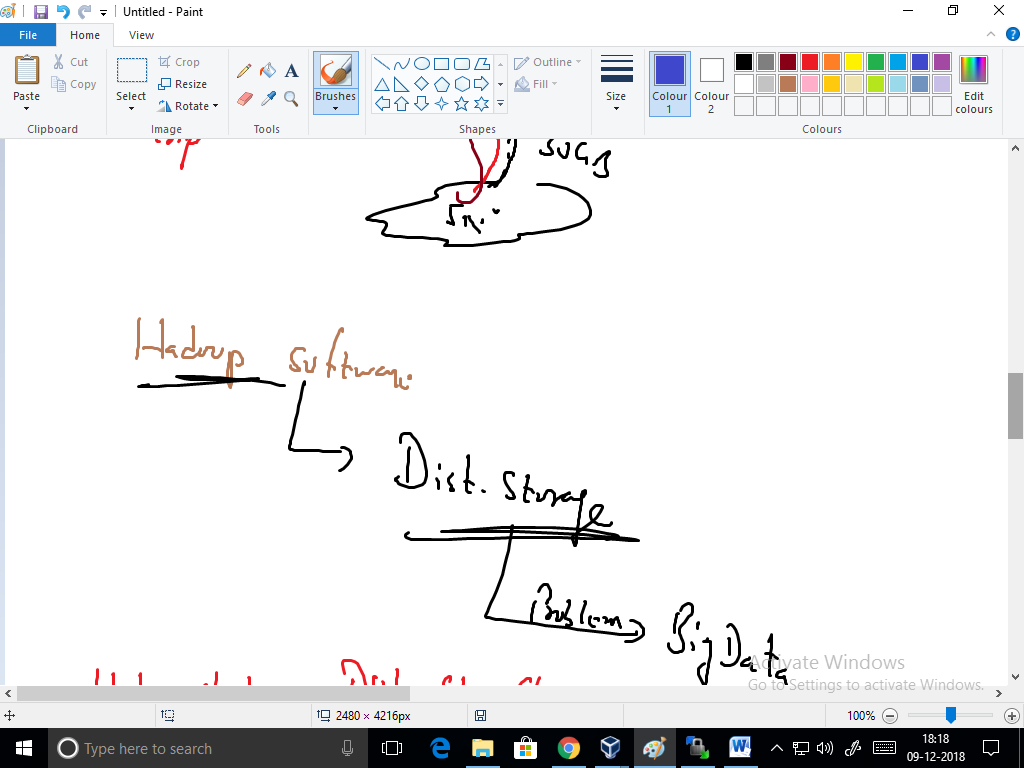 Untitled - Paint
File Home View
Paste Cut Copy Clipboard
Select Crop Resize Rotate Image
Tools
Brushes
Shapes Outline Fill
Size
Colour 1 Colour 2 Edit colours Colours
50GB
Hadoop Software
Dist. Storage
Problem
Big Data
Activate Windows
Go to Settings to activate Windows.
2480 × 4216px
100%
Type here to search
18:18
09-12-2018